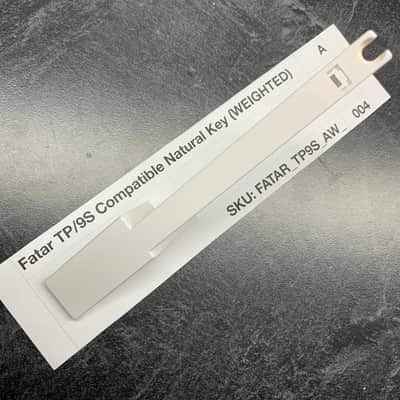 Fatar TP/9S Compatible Natural Key (WEIGHTED) A
SKU: FATAR_TP9S_AW_ 004